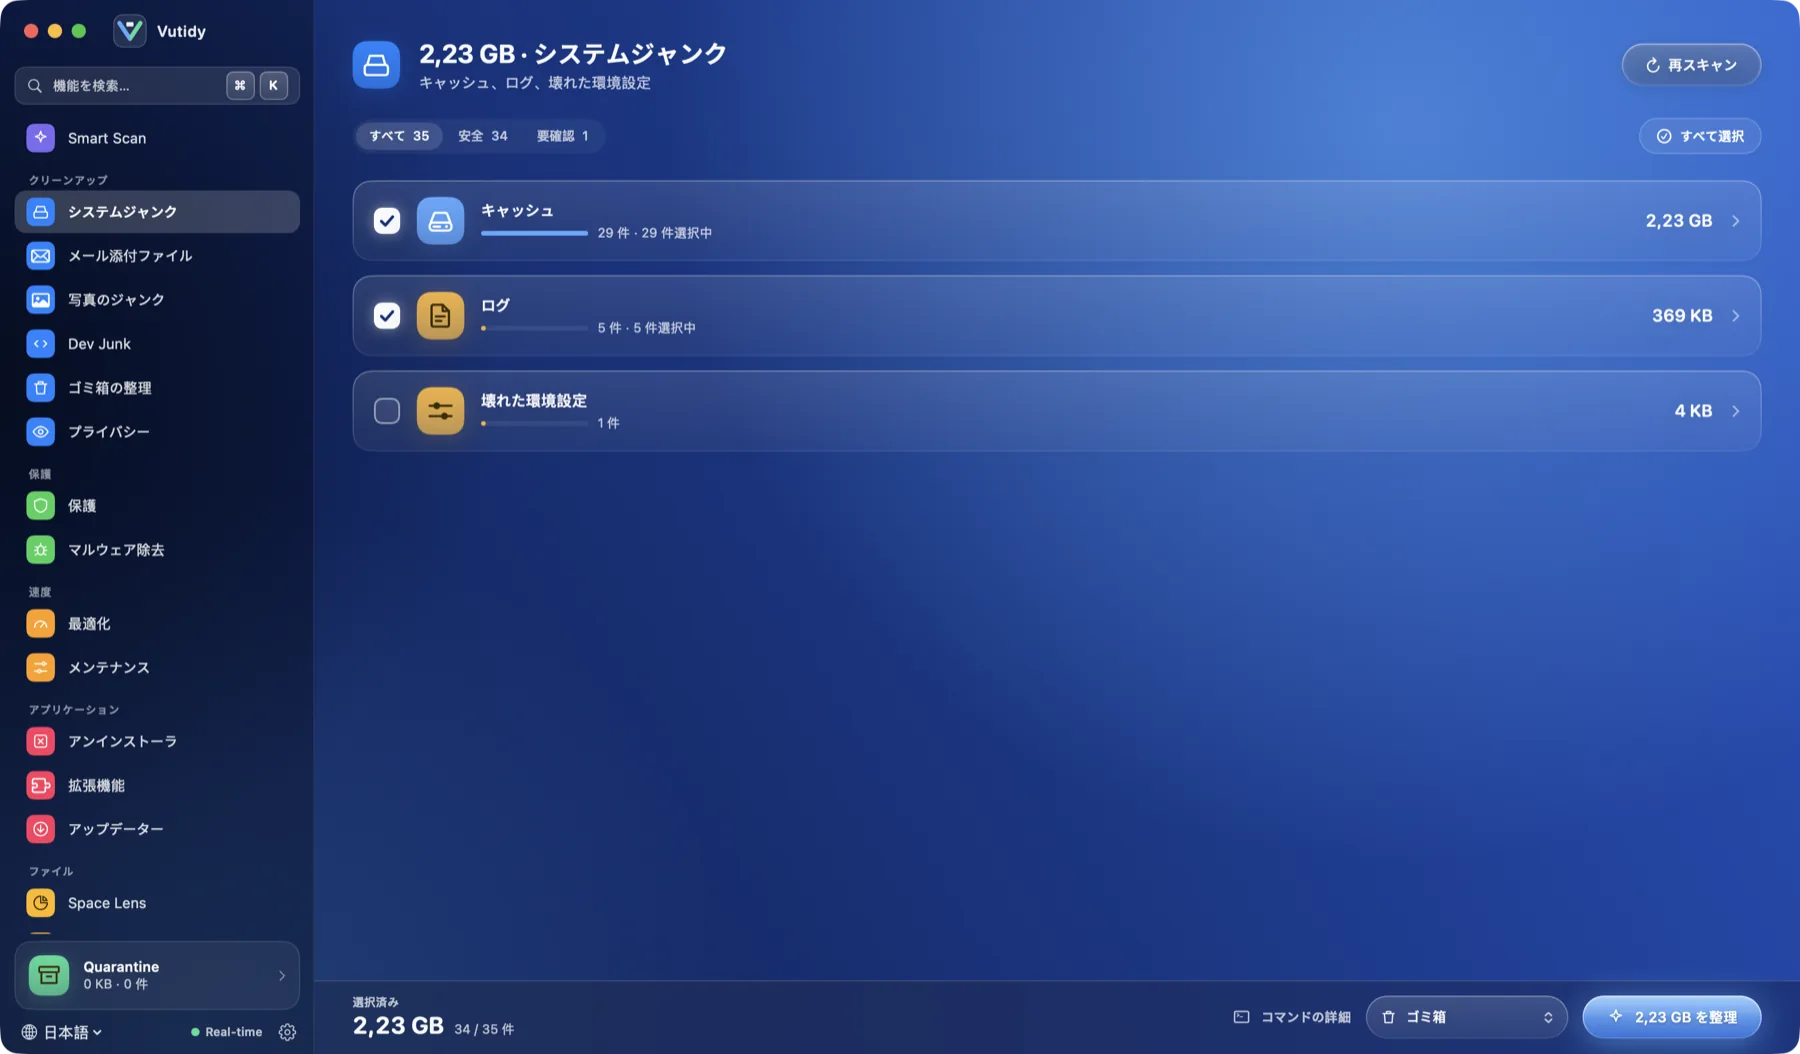 Vutidy
機能を検索...
⌘ K
Smart Scan
クリーンアップ
システムジャンク
メール添付ファイル
写真のジャンク
Dev Junk
ゴミ箱の整理
プライバシー
保護
保護
マルウェア除去
速度
最適化
メンテナンス
アプリケーション
アンインストーラ
拡張機能
アップデーター
ファイル
Space Lens
Quarantine
0 KB · 0 件
日本語
Real-time
2,23 GB · システムジャンク
キャッシュ、ログ、壊れた環境設定
再スキャン
すべて 35 安全 34 要確認 1
すべて選択
キャッシュ
29 件 · 29 件選択中
2,23 GB
ログ
5 件 · 5 件選択中
369 KB
壊れた環境設定
1 件
4 KB
選択済み
2,23 GB 34 / 35 件
コマンドの詳細
ゴミ箱
2,23 GB を整理